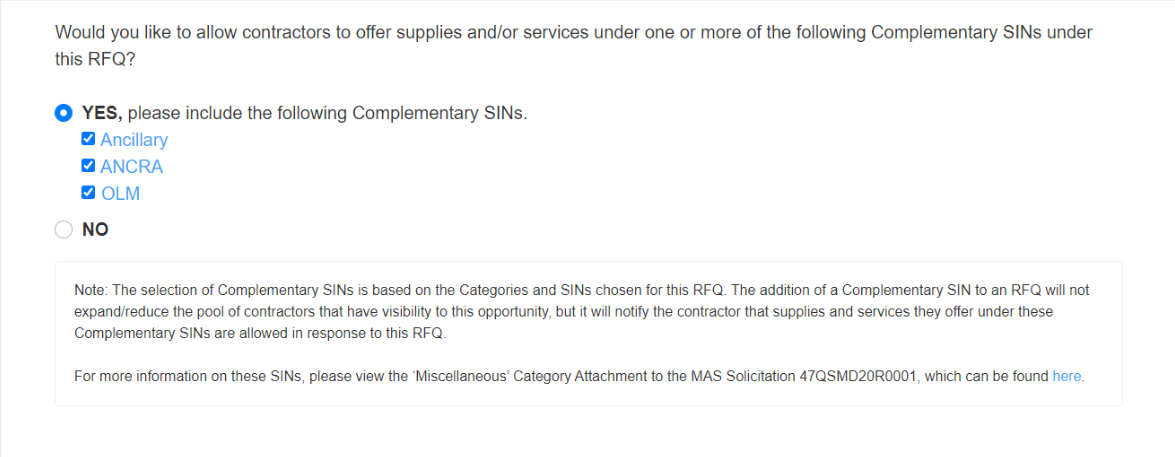 Would you like to allow contractors to offer supplies and/or services under one or more of the following Complementary SINs under
this RFQ?
YES, please include the following Complementary SINs.
Ancillary
ANCRA
OLM
NO
Note: The selection of Complementary SINs is based on the Categories and SINs chosen for this RFQ. The addition of a Complementary SIN to an RFQ will not
expand/reduce the pool of contractors that have visibility to this opportunity, but it will notify the contractor that supplies and services they offer under these
Complementary SINs are allowed in response to this RFQ.
For more information on these SINs, please view the ‘Miscellaneous’ Category Attachment to the MAS Solicitation 47QSMD20R0001, which can be found here.